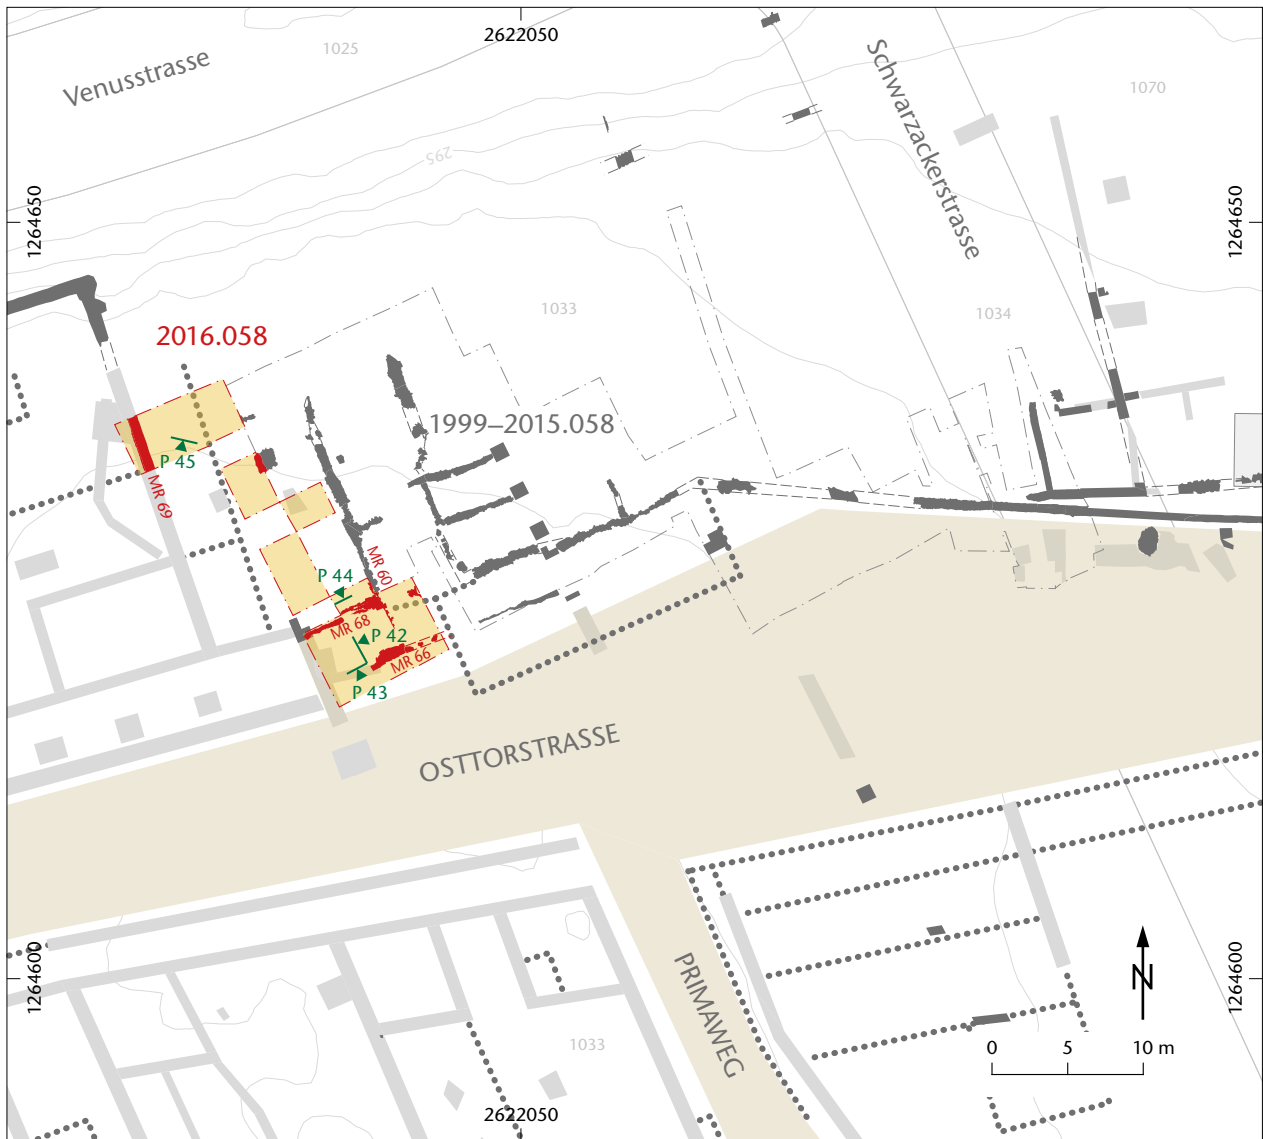 2622050
1025
Venusstrasse
Schwarzackerstrasse
1070
295
1264650
1264650
2016.058
1033
1034
1999–2015.058
P 45
MR 69
P 44
MR 60
MR 68
P 42
MR 66
P 43
OSTTORSTRASSE
PRIMAWEG
1264600
1264600
N
1033
0 5 10 m
2622050